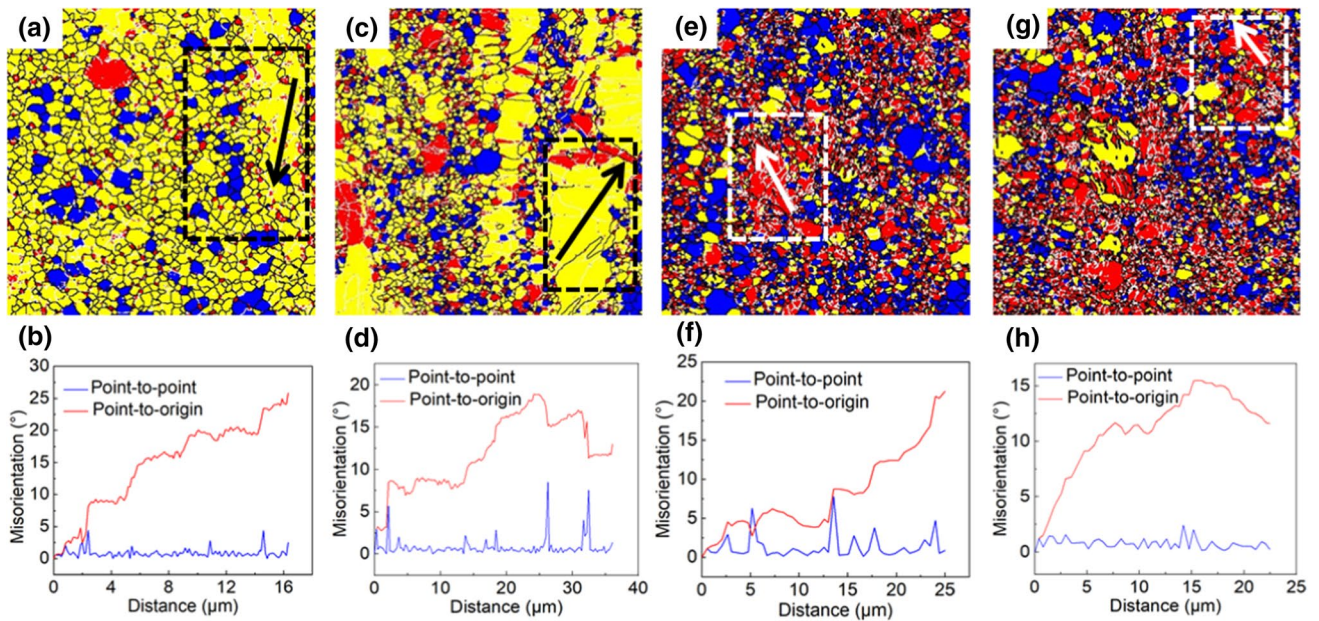 (a)
(c)
(e)
(g)
(b)
30
25
20
15
10
5
0
Misorientation (°)
Point-to-point
Point-to-origin
0 4 8 12 16
Distance (µm)
(d)
20
15
10
5
0
Misorientation (°)
Point-to-point
Point-to-origin
0 10 20 30 40
Distance (µm)
(f)
25
20
15
10
5
0
Misorientation (°)
Point-to-point
Point-to-origin
0 5 10 15 20 25
Distance (µm)
(h)
15
10
5
0
Misorientation (°)
Point-to-point
Point-to-origin
0 5 10 15 20 25
Distance (µm)